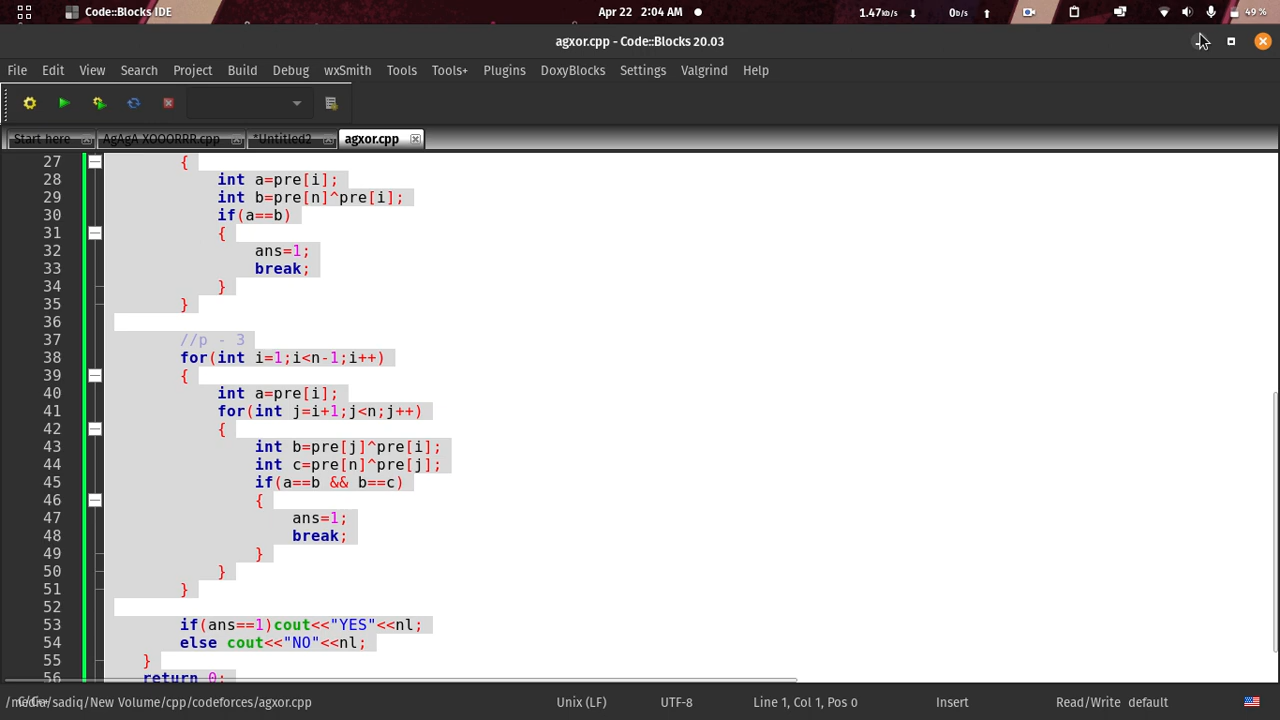 Code::Blocks IDE
Apr 22 2:04 AM
1.47kb/s
0b/s
49 %
agxor.cpp - Code::Blocks 20.03
File Edit View Search Project Build Debug wxSmith Tools Tools+ Plugins DoxyBlocks Settings Valgrind Help
Start here AgAgA XOOORRR.cpp *Untitled2 agxor.cpp
27 {
28 int a=pre[i];
29 int b=pre[n]^pre[i];
30 if(a==b)
31 {
32 ans=1;
33 break;
34 }
35 }
36
37 //p - 3
38 for(int i=1;i<n-1;i++)
39 {
40 int a=pre[i];
41 for(int j=i+1;j<n;j++)
42 {
43 int b=pre[j]^pre[i];
44 int c=pre[n]^pre[j];
45 if(a==b && b==c)
46 {
47 ans=1;
48 break;
49 }
50 }
51 }
52
53 if(ans==1)cout<<"YES"<<nl;
54 else cout<<"NO"<<nl;
55 }
56 return 0;
/media/sadiq/New Volume/cpp/codeforces/agxor.cpp Unix (LF) UTF-8 Line 1, Col 1, Pos 0 Insert Read/Write default